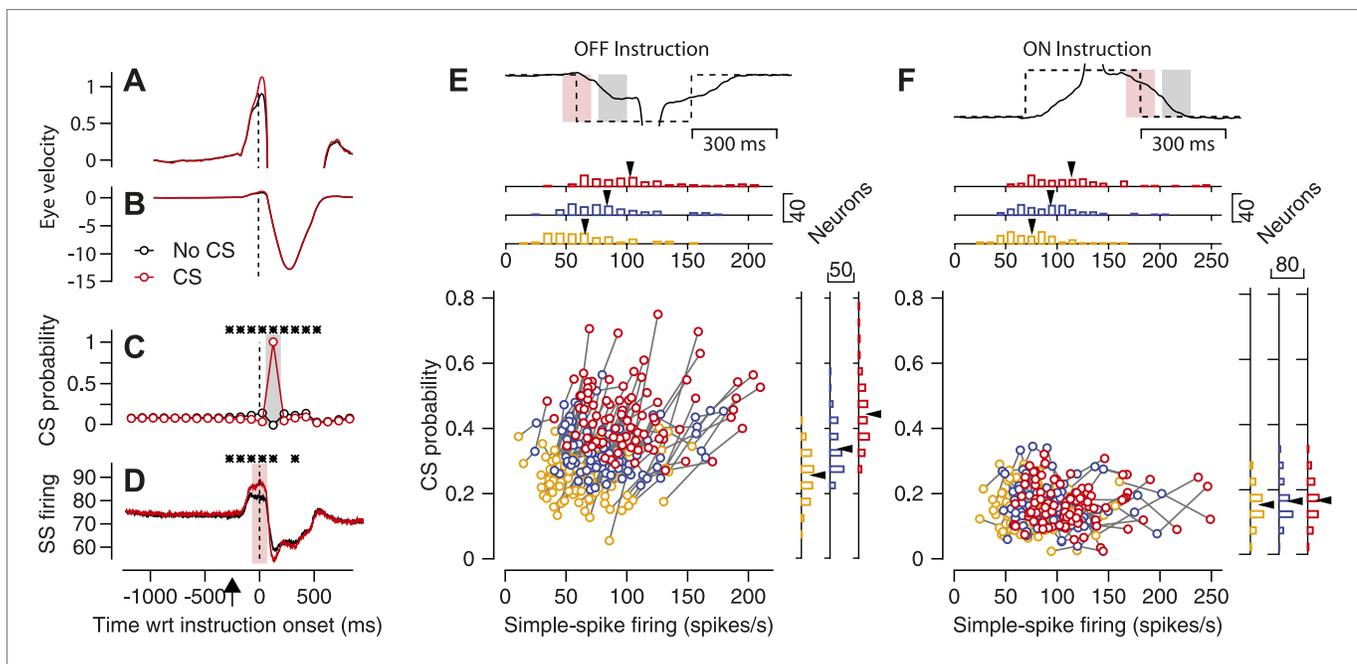 A
1
0.5
0
Eye velocity
B
0
-5
-10
-15
No CS
CS
C
CS probability
1
0.5
0
D
SS firing
90
80
70
60
-1000 -500 0 500
Time wrt instruction onset (ms)
E
OFF Instruction
300 ms
40
Neurons
0 50 100 150 200
50
CS probability
0.8
0.6
0.4
0.2
0
0 50 100 150 200
Simple-spike firing (spikes/s)
F
ON Instruction
300 ms
40
Neurons
0 50 100 150 200 250
80
0.8
0.6
0.4
0.2
0
0 50 100 150 200 250
Simple-spike firing (spikes/s)